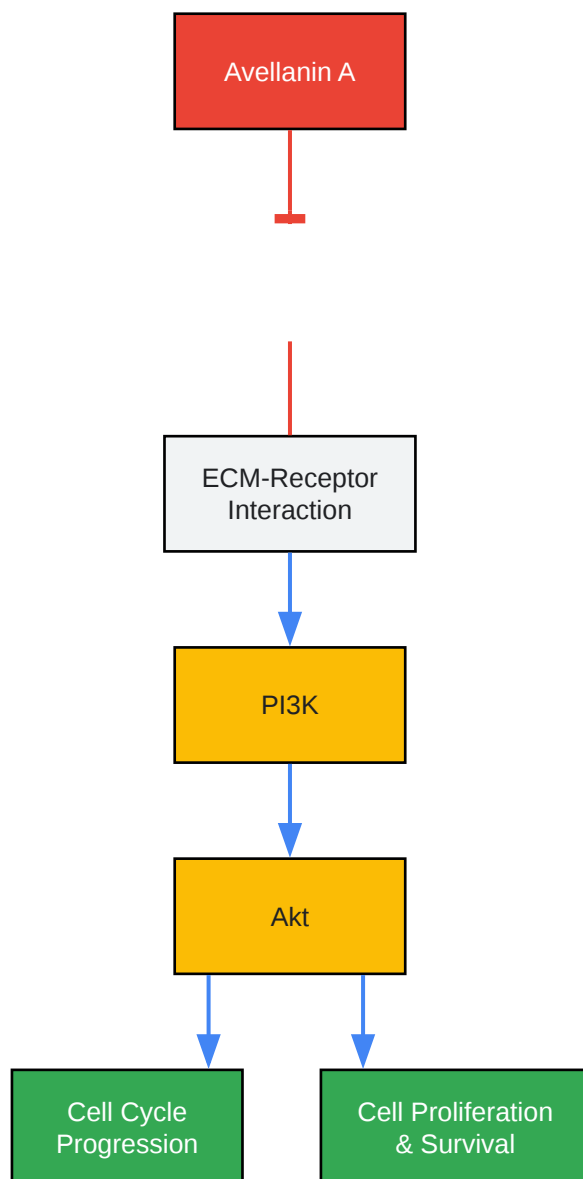 Avellanin A
ECM-Receptor
Interaction
PI3K
Akt
Cell Cycle
Progression
Cell Proliferation
& Survival